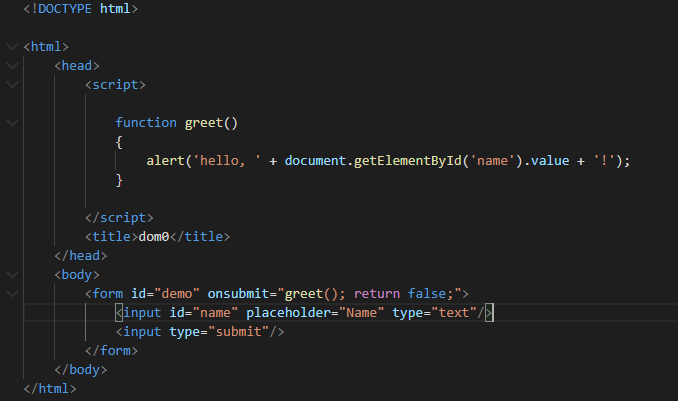 <!DOCTYPE html>
<html>
<head>
<script>
function greet()
{
alert('hello, ' + document.getElementById('name').value + '!');
}
</script>
<title>dom0</title>
</head>
<body>
<form id="demo" onsubmit="greet(); return false;">
<input id="name" placeholder="Name" type="text"/>
<input type="submit"/>
</form>
</body>
</html>